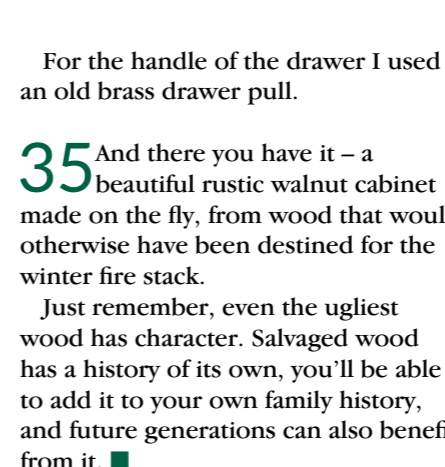 For the handle of the drawer I used
an old brass drawer pull.
35 And there you have it – a
beautiful rustic walnut cabinet
made on the fly, from wood that woul
otherwise have been destined for the
winter fire stack.
Just remember, even the ugliest
wood has character. Salvaged wood
has a history of its own, you’ll be able
to add it to your own family history,
and future generations can also benefi
from it.